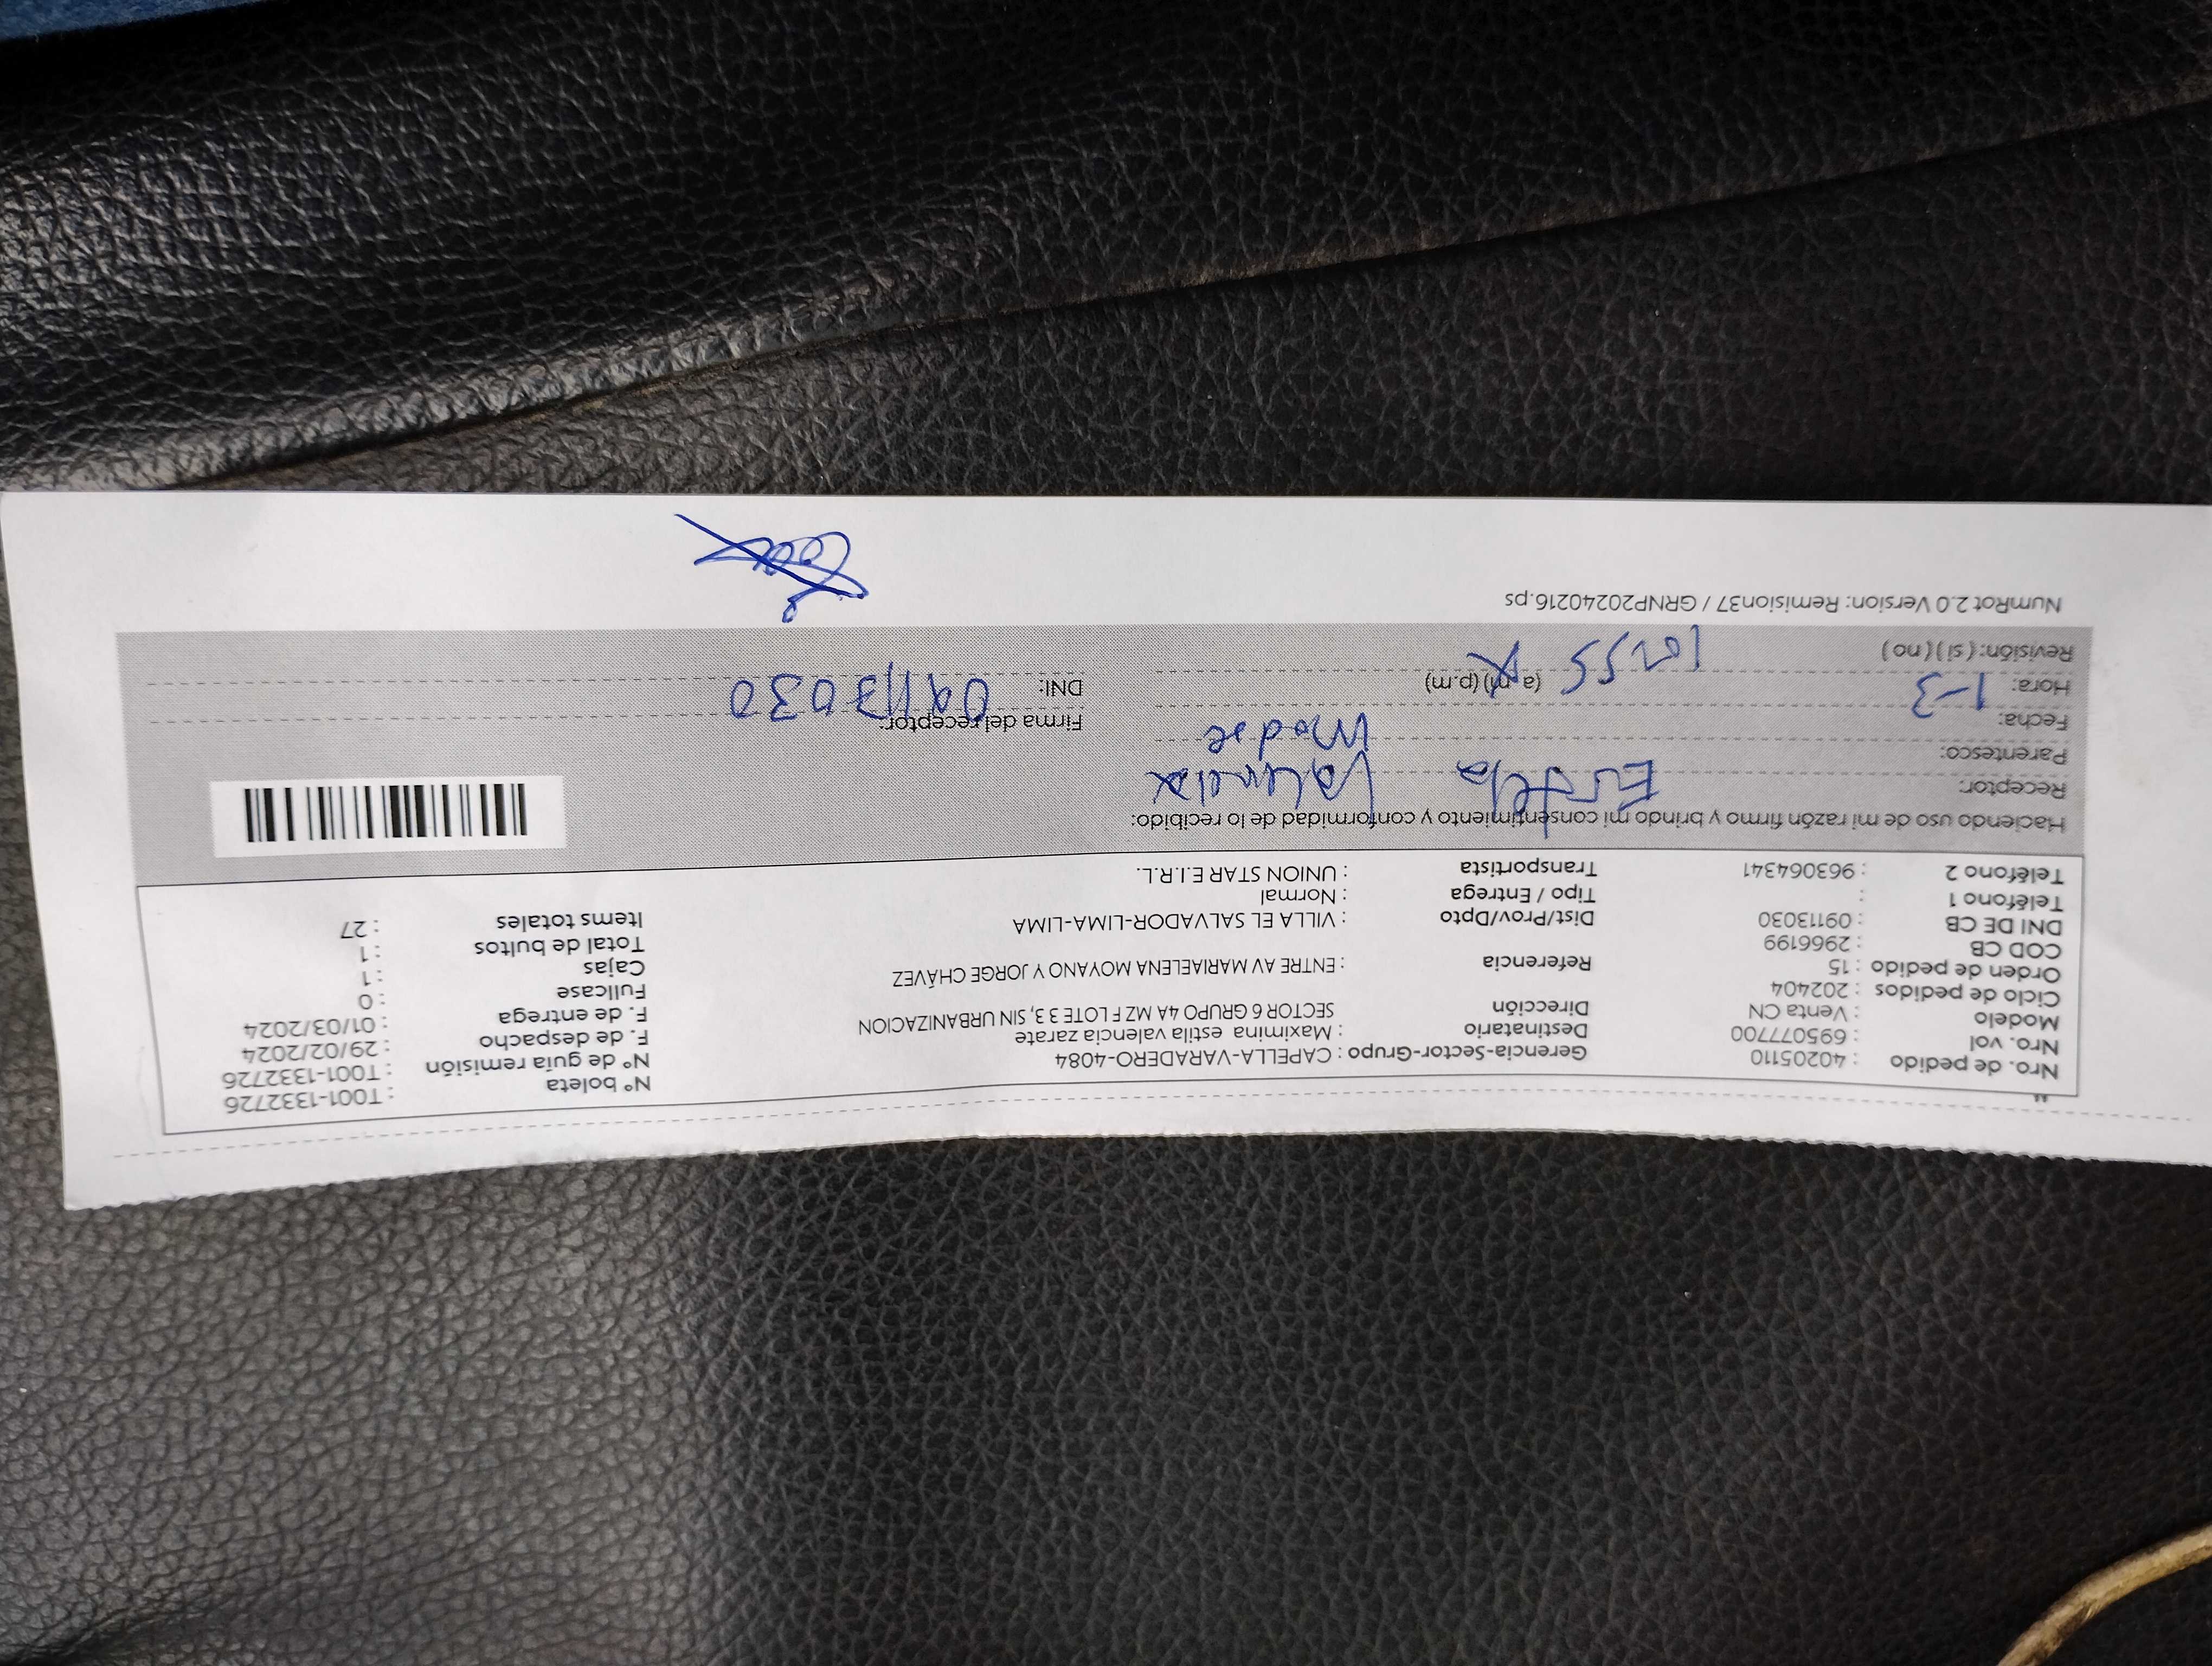 Nro. de pedido : 40205110
Nro. vol : 695077700
Modelo : Venta CN
Ciclo de pedidos : 202404
Orden de pedido : 15
COD CB : 2966199
DNI DE CB : 09113030
Teléfono 1 :
Teléfono 2 : 963064341
Gerencia-Sector-Grupo : CAPELLA-VARADERO-4084
Destinatario : Maximina estila valencia zarate
Dirección SECTOR 6 GRUPO 4A MZ F LOTE 3 3, SIN URBANIZACION
Referencia : ENTRE AV MARIAELENA MOYANO Y JORGE CHÁVEZ
Dist/Prov/Dpto : VILLA EL SALVADOR-LIMA-LIMA
Tipo / Entrega : Normal
Transportista : UNION STAR E.I.R.L.
N° boleta : T001-1332726
N° de guía remisión : T001-1332726
F. de despacho : 29/02/2024
F. de entrega : 01/03/2024
Fullcase : 0
Cajas : 1
Total de bultos : 1
Items totales : 27
Haciendo uso de mi razón firmo y brindo mi consentimiento y conformidad de lo recibido:
Receptor: Valencia
Parentesco: Madre
Fecha: 1-3
Hora: 10:55 (a.m) (p.m)
Revisión: ( si ) ( no )
Firma del receptor:
DNI: 09113030
NumRot 2.0 Version: Remision37 / GRNP20240216.ps